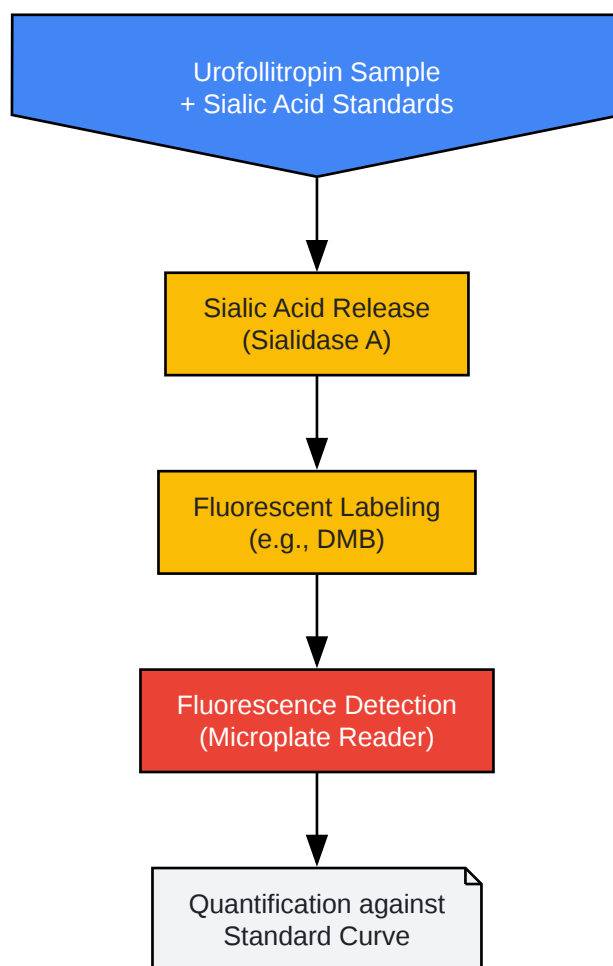 Urofollitropin Sample
+ Sialic Acid Standards
Sialic Acid Release
(Sialidase A)
Fluorescent Labeling
(e.g., DMB)
Fluorescence Detection
(Microplate Reader)
Quantification against
Standard Curve